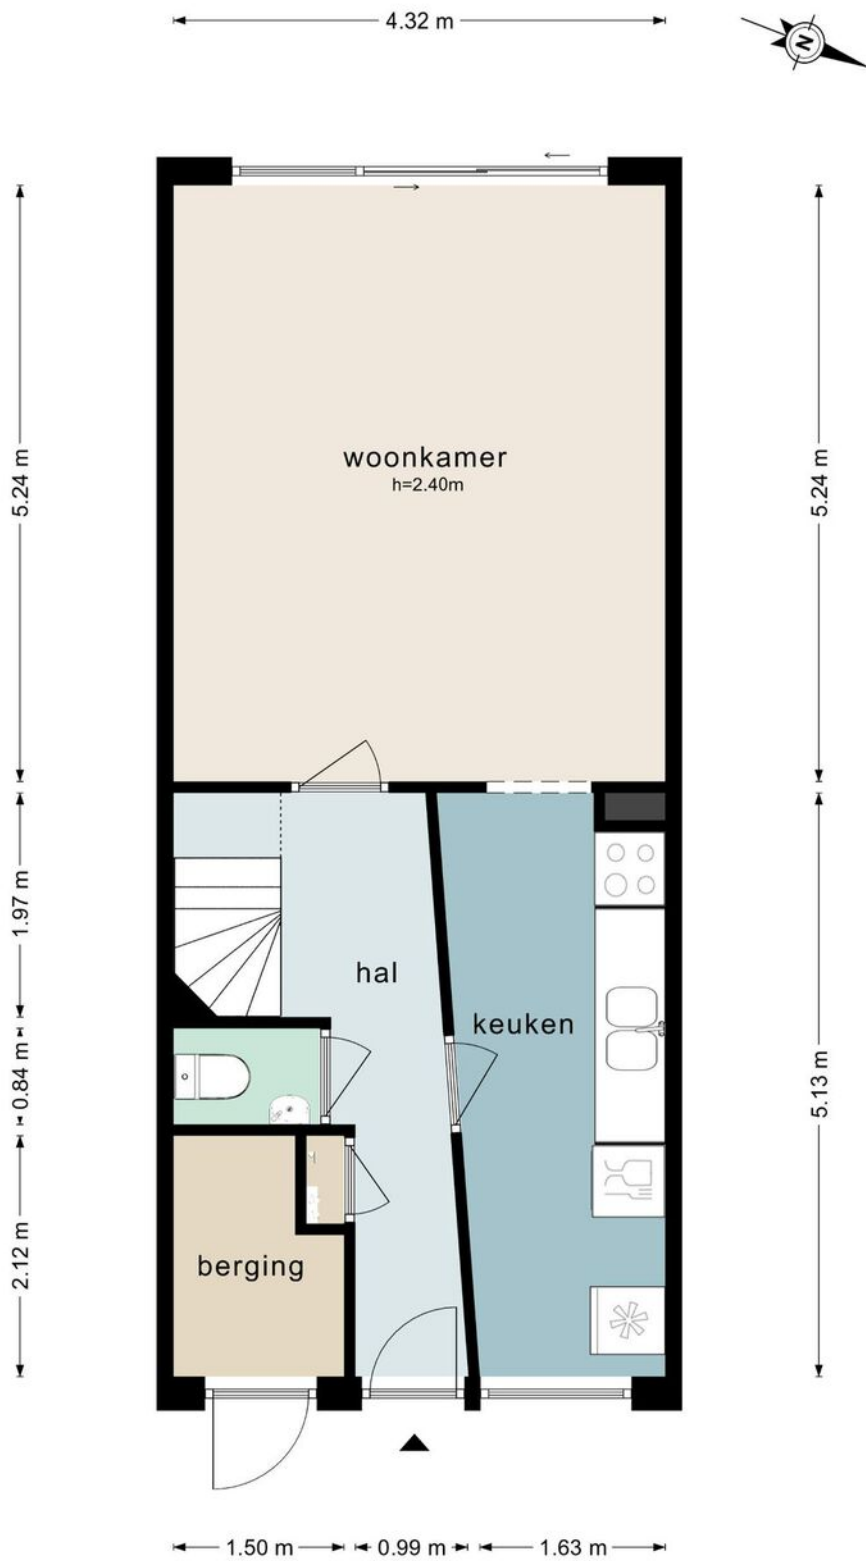 4.32 m
N
5.24 m
5.24 m
woonkamer
h=2.40m
1.97 m
hal
keuken
0.84 m
5.13 m
2.12 m
berging
1.50 m
0.99 m
1.63 m